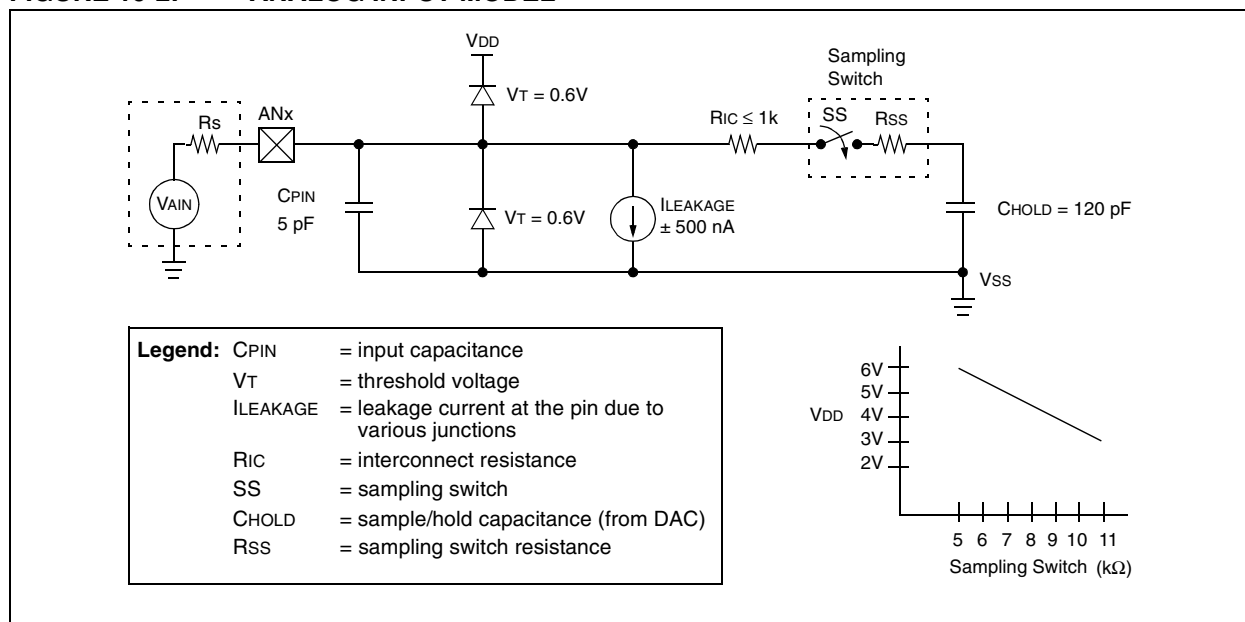 VDD
Sampling
Switch
VT = 0.6V
ANx
RS
RIC ≤ 1k
SS
RSS
VAIN
CPIN
5 pF
VT = 0.6V
ILEAKAGE
± 500 nA
CHOLD = 120 pF
VSS
Legend: CPIN = input capacitance
VT = threshold voltage
ILEAKAGE = leakage current at the pin due to
various junctions
RIC = interconnect resistance
SS = sampling switch
CHOLD = sample/hold capacitance (from DAC)
RSS = sampling switch resistance
6V
5V
VDD 4V
3V
2V
5 6 7 8 9 10 11
Sampling Switch (kΩ)